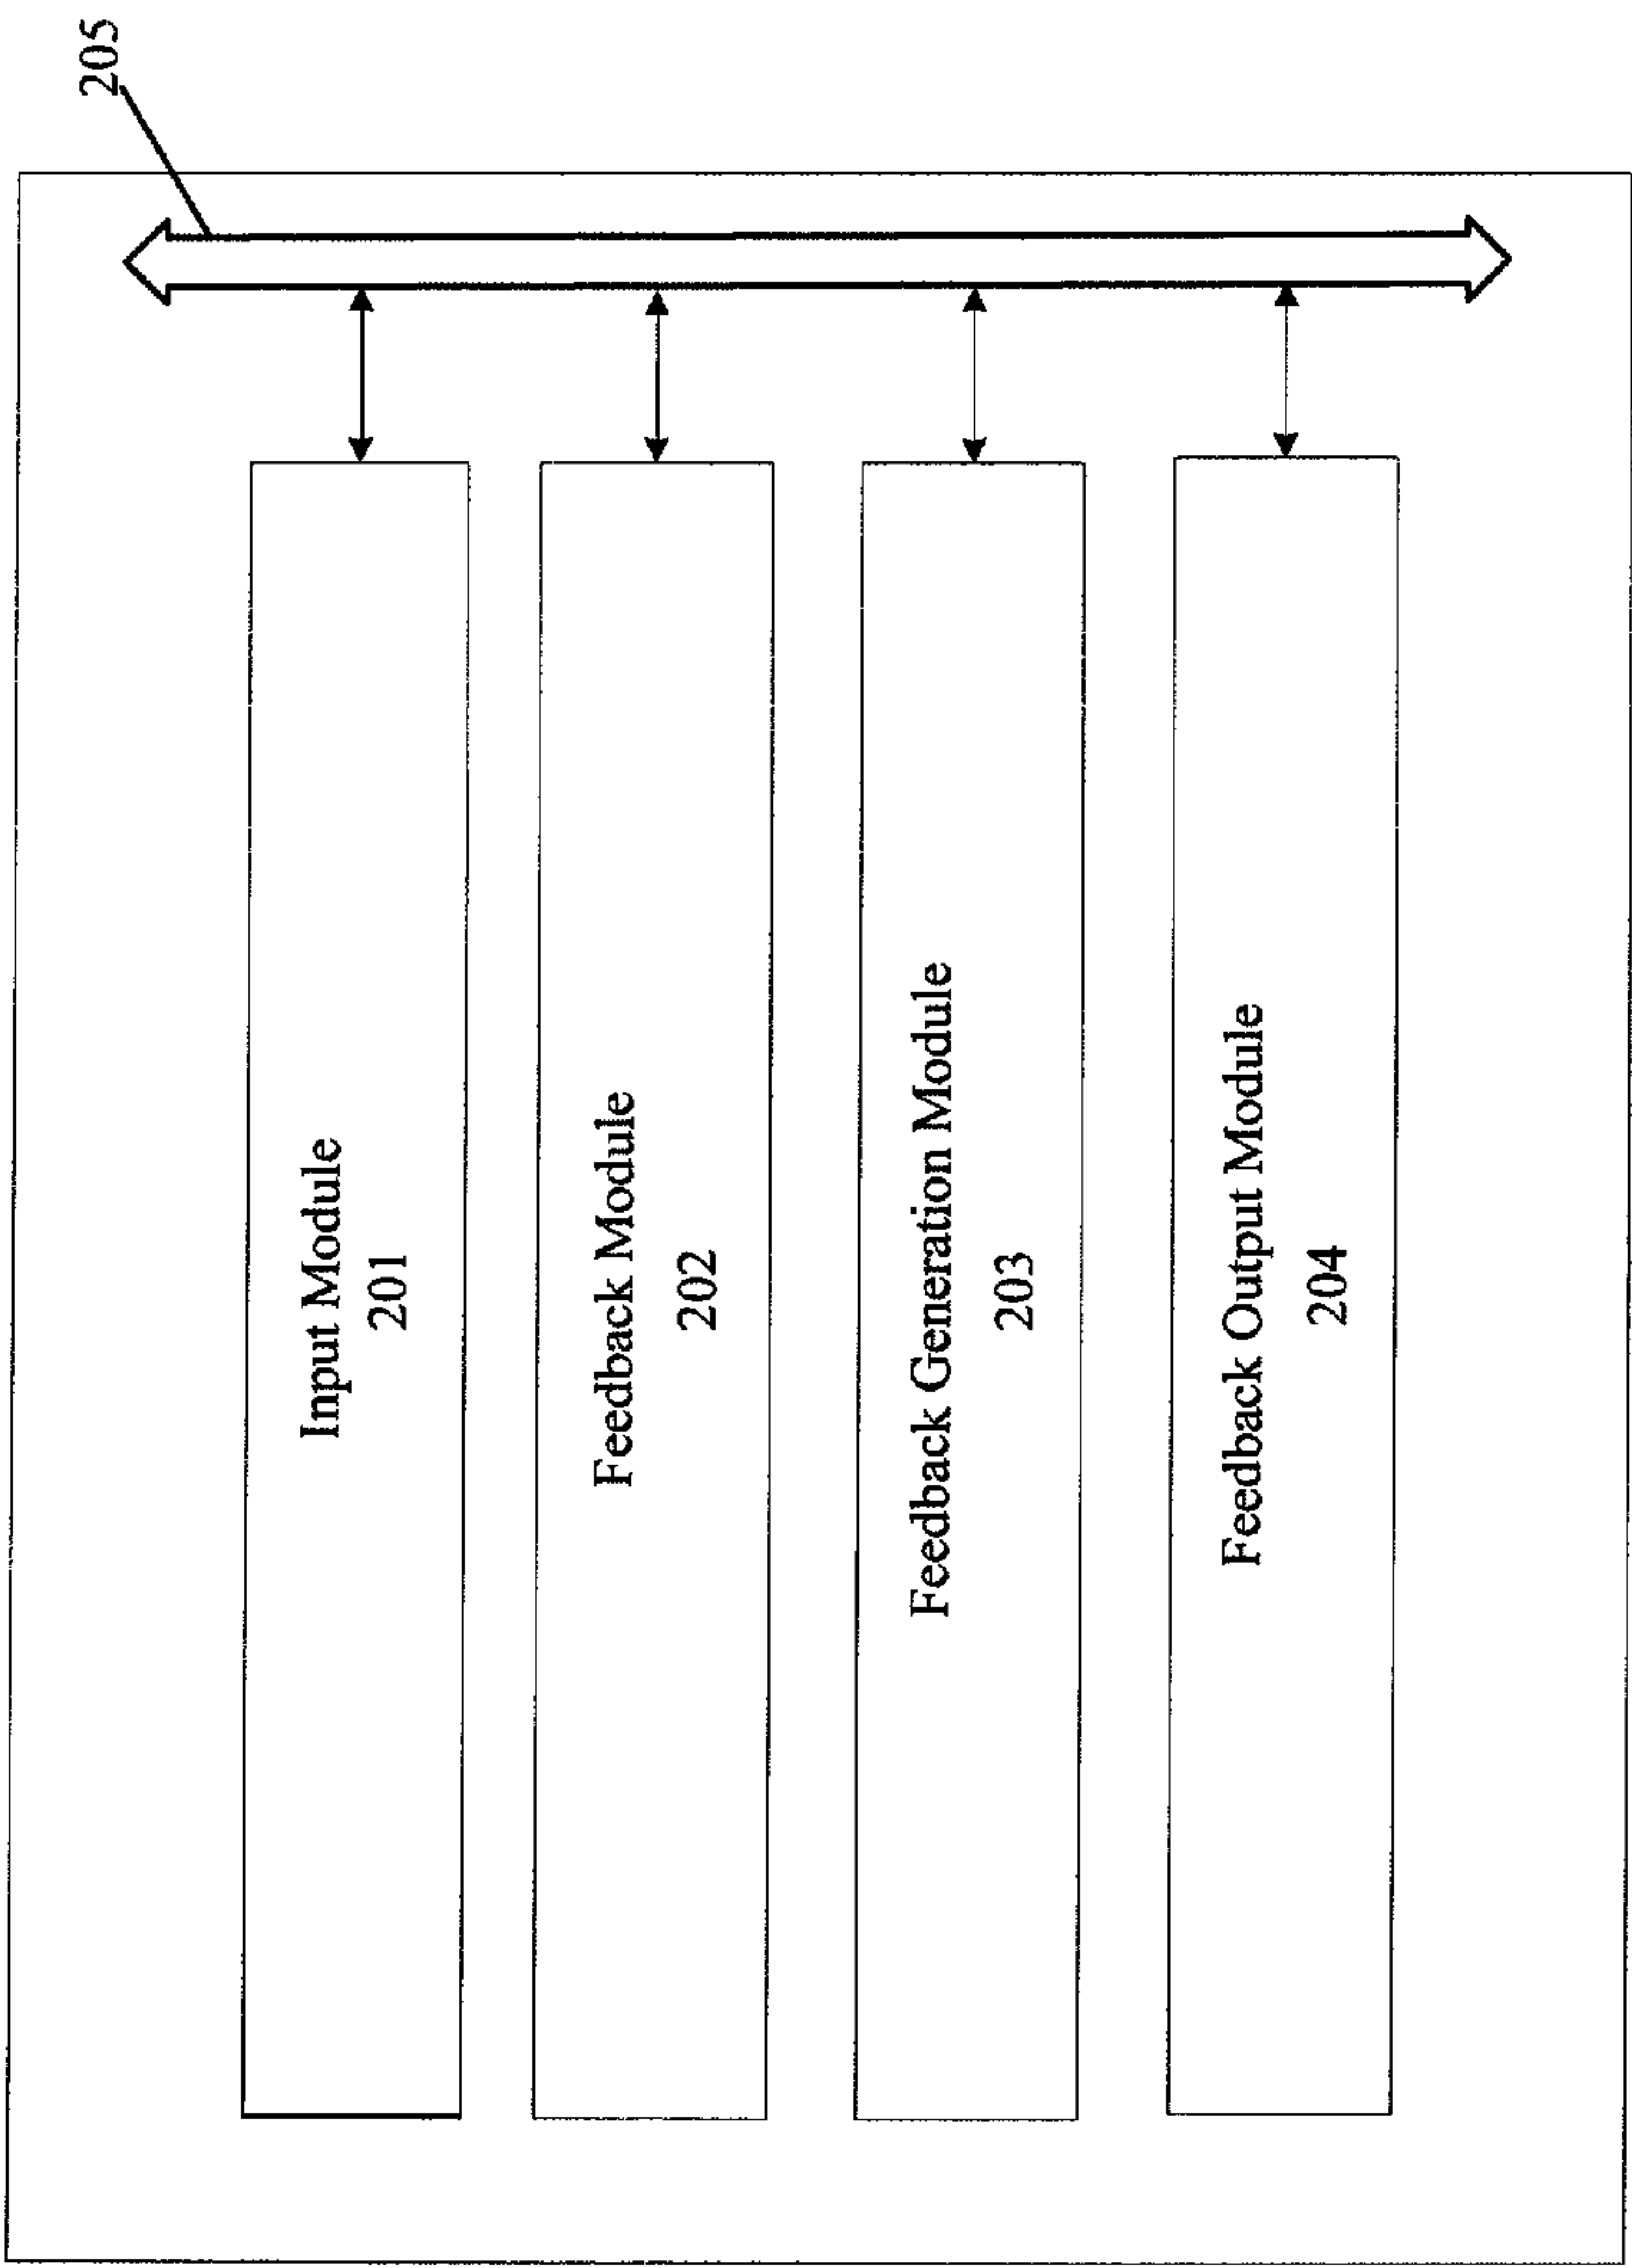 205
Input Module
201
Feedback Module
202
Feedback Generation Module
203
Feedback Output Module
204